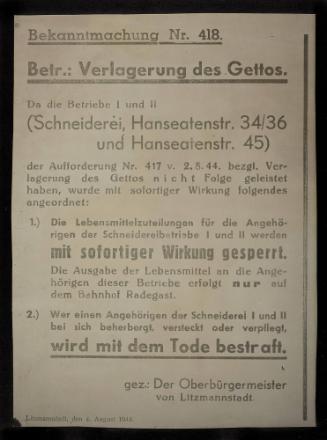 Bekanntmachung Nr. 418.
Betr.: Verlagerung des Gettos.
Da die Betriebe I und II
(Schneiderei, Hanseatenstr. 34/36
und Hanseatenstr. 45)
der Aufforderung Nr. 417 v. 2.8.44. bezgl. Ver-
lagerung des Gettos nicht Folge geleistet
haben, wurde mit sofortiger Wirkung folgendes
angeordnet:
1.) Die Lebensmittelzuteilungen für die Angehö-
rigen der Schneidereibetriebe I und II werden
mit sofortiger Wirkung gesperrt.
Die Ausgabe der Lebensmittel an die Ange-
hörigen dieser Betriebe erfolgt nur auf
dem Bahnhof Radegast.
2.) Wer einen Angehörigen der Schneiderei I und II
bei sich beherbergt, versteckt oder verpflegt,
wird mit dem Tode bestraft.
gez.: Der Oberbürgermeister
von Litzmannstadt.
Litzmannstadt, den 4. August 1944.